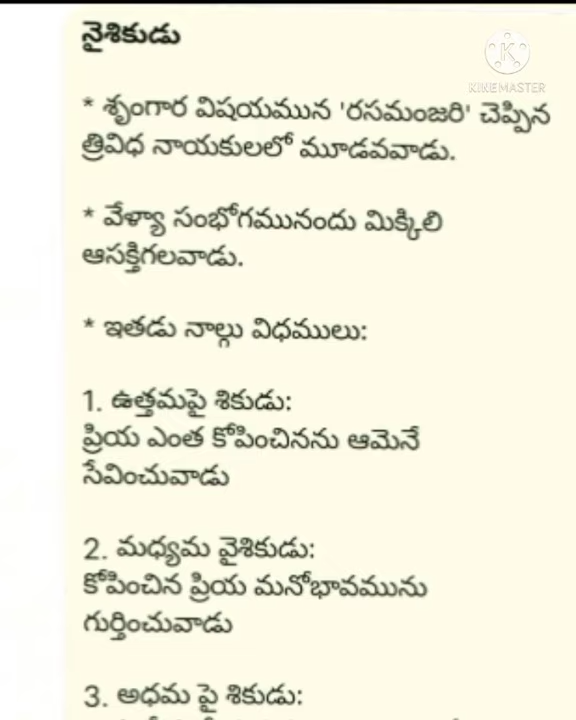 నైశికుడు
K
KINEMASTER
* శృంగార విషయమున 'రసమంజరి' చెప్పిన
త్రివిధ నాయకులలో మూడవవాడు.
* వేళ్యా సంభోగమునందు మిక్కిలి
ఆసక్తిగలవాడు.
* ఇతడు నాల్గు విధములు:
1. ఉత్తమపై శికుడు:
ప్రియ ఎంత కోపించినను ఆమెనే
సేవించువాడు
2. మధ్యమ వైశికుడు:
కోపించిన ప్రియ మనోభావమును
గుర్తించువాడు
3. అధమ పై శికుడు: